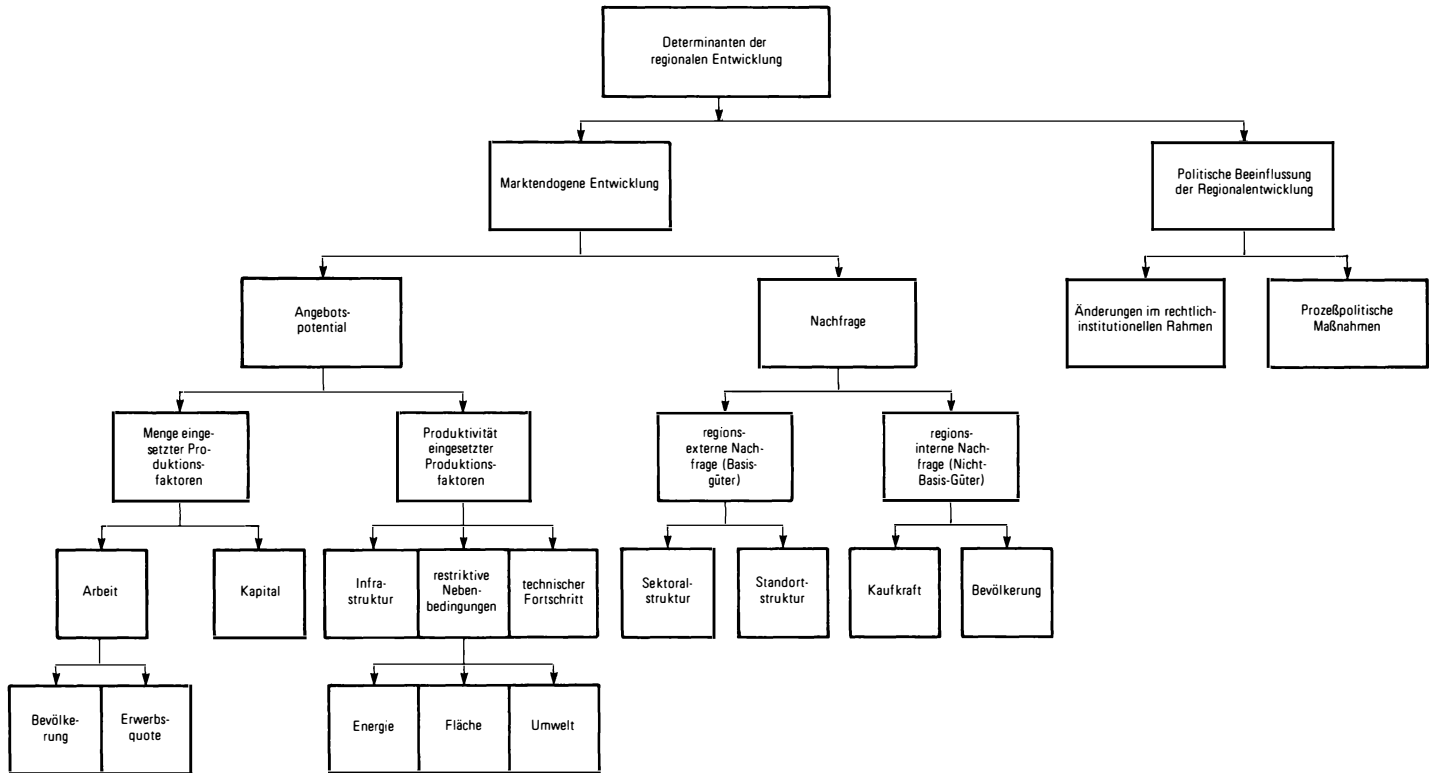 Determinanten der
regionalen Entwicklung
Marktendogene Entwicklung
Politische Beeinflussung
der Regionalentwicklung
Angebots-
potential
Nachfrage
Änderungen im rechtlich-
institutionellen Rahmen
Prozeßpolitische
Maßnahmen
Menge einge-
setzter Pro-
duktions-
faktoren
Produktivität
eingesetzter
Produktions-
faktoren
regions-
externe Nach-
frage (Basis-
güter)
regions-
interne Nach-
frage (Nicht-
Basis-Güter)
Arbeit
Kapital
Infra-
struktur
restriktive
Neben-
bedingungen
technischer
Fortschritt
Sektoral-
struktur
Standort-
struktur
Kaufkraft
Bevölkerung
Bevölke-
rung
Erwerbs-
quote
Energie
Fläche
Umwelt